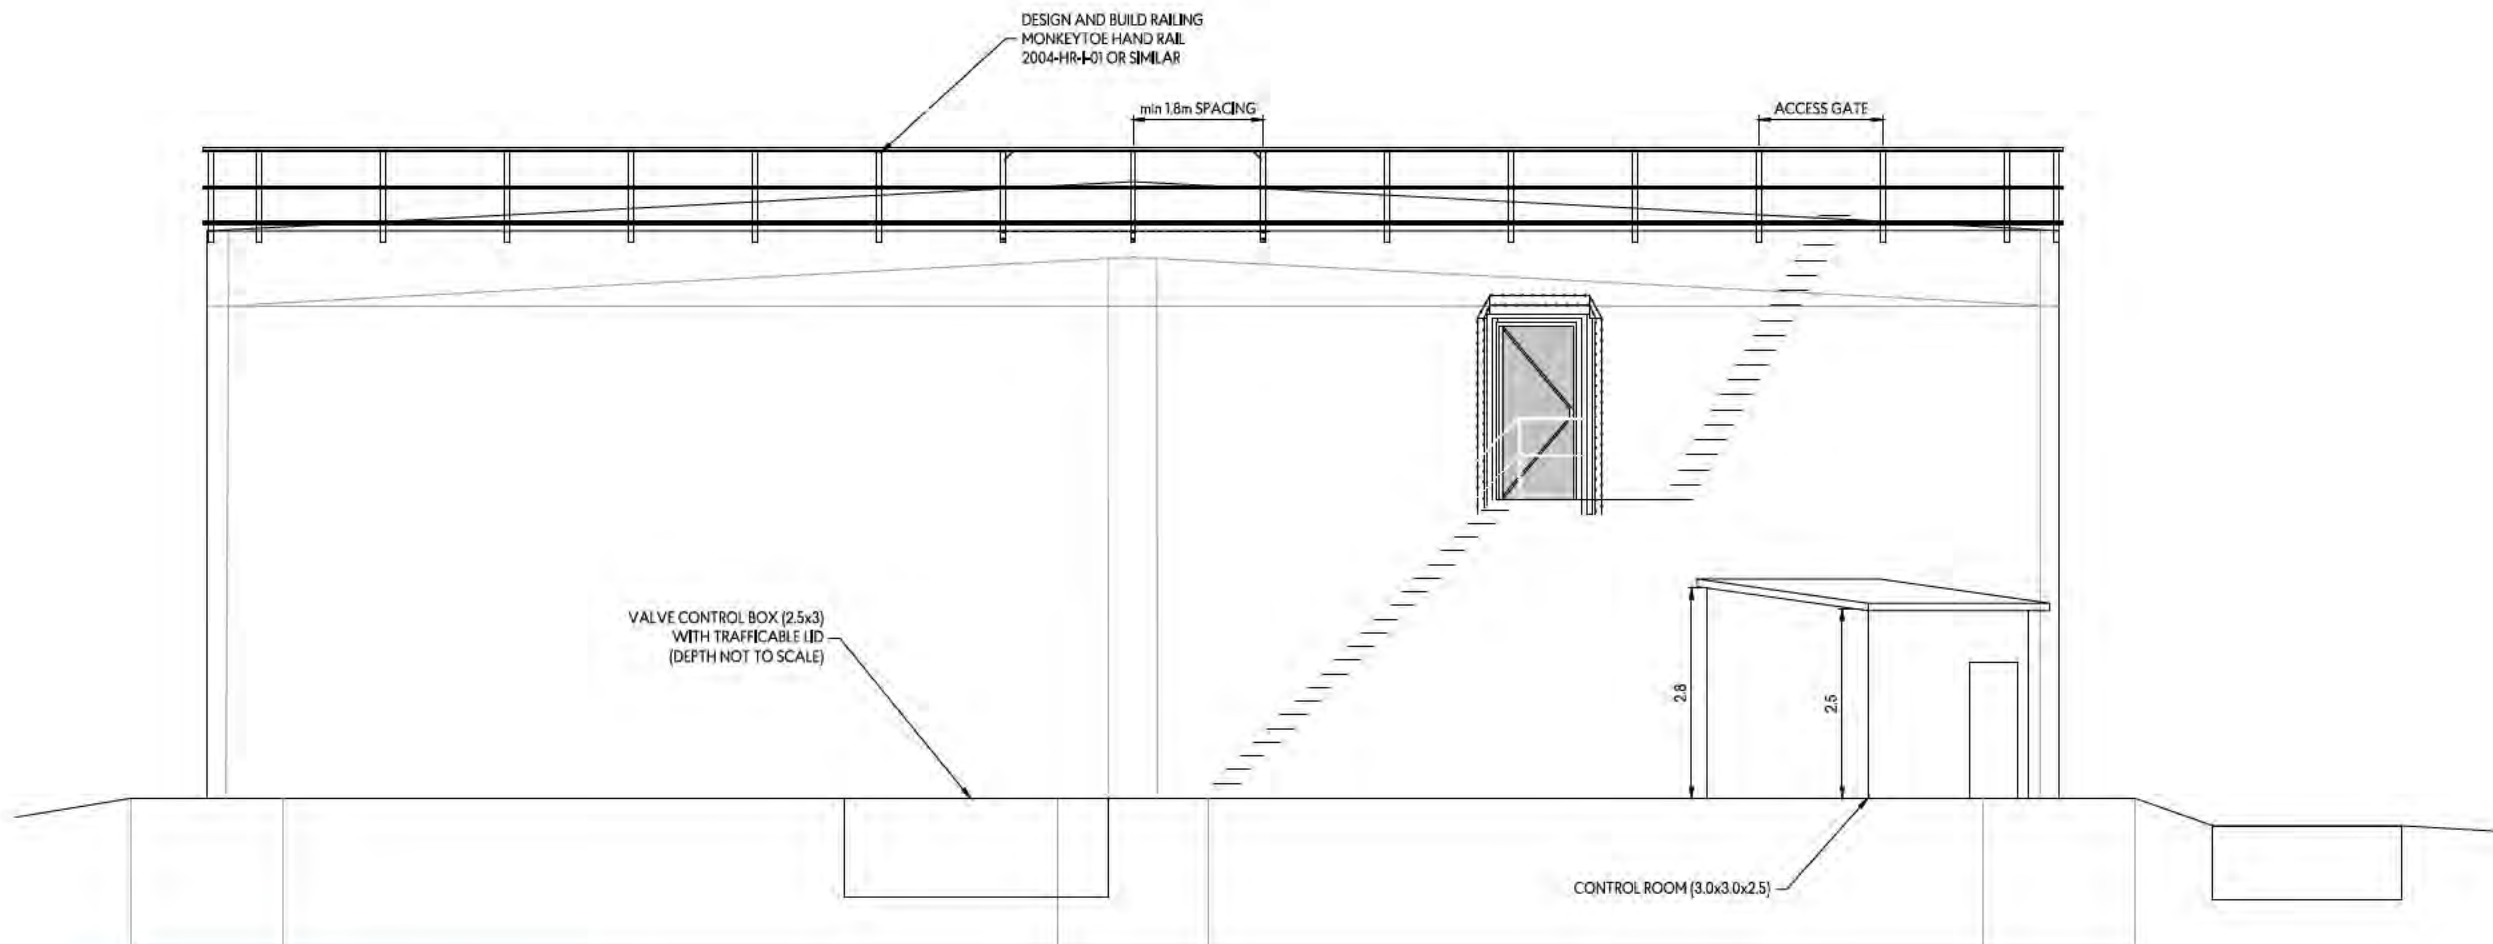 DESIGN AND BUILD RAILING
MONKEYTOE HAND RAIL
2004-HR-I-01 OR SIMILAR
min 1.8m SPACING
ACCESS GATE
VALVE CONTROL BOX (2.5x3)
WITH TRAFFICABLE LID
(DEPTH NOT TO SCALE)
2.8
2.5
CONTROL ROOM (3.0x3.0x2.5)